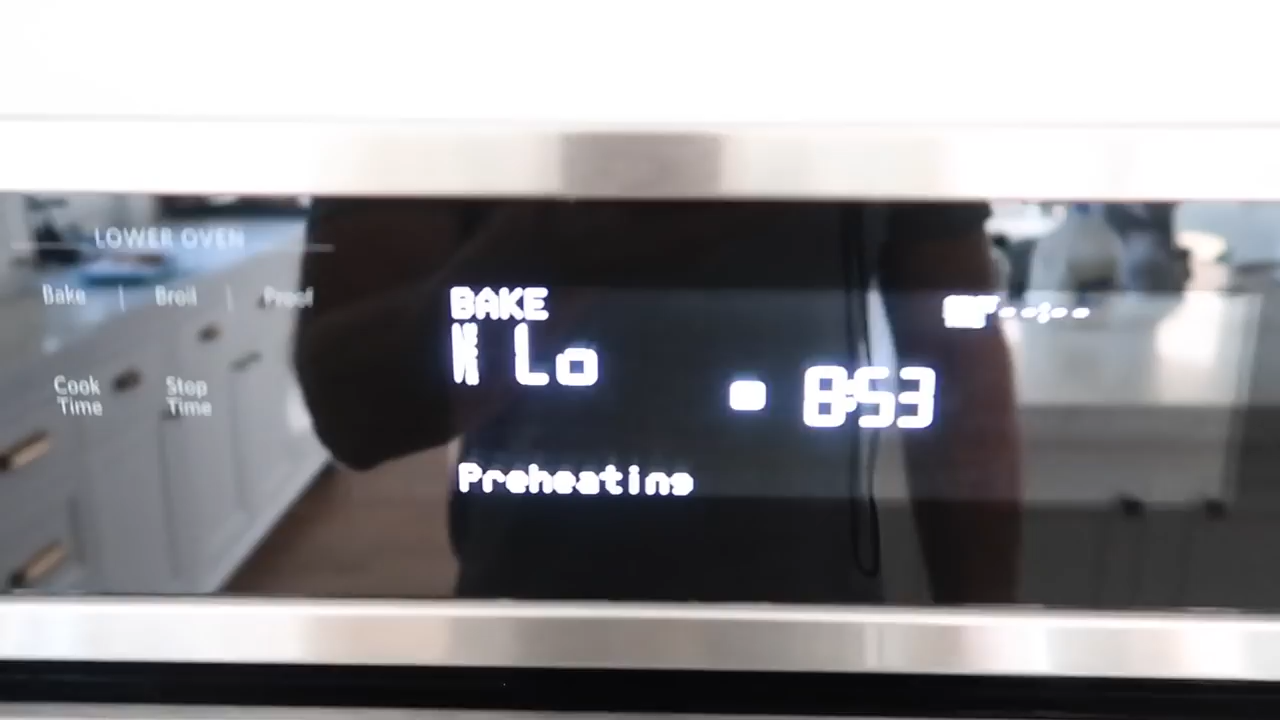 LOWER OVEN
Bake | Broil | Proof
Cook Time
Stop Time
BAKE
Lo
8:53
--:--
Preheating